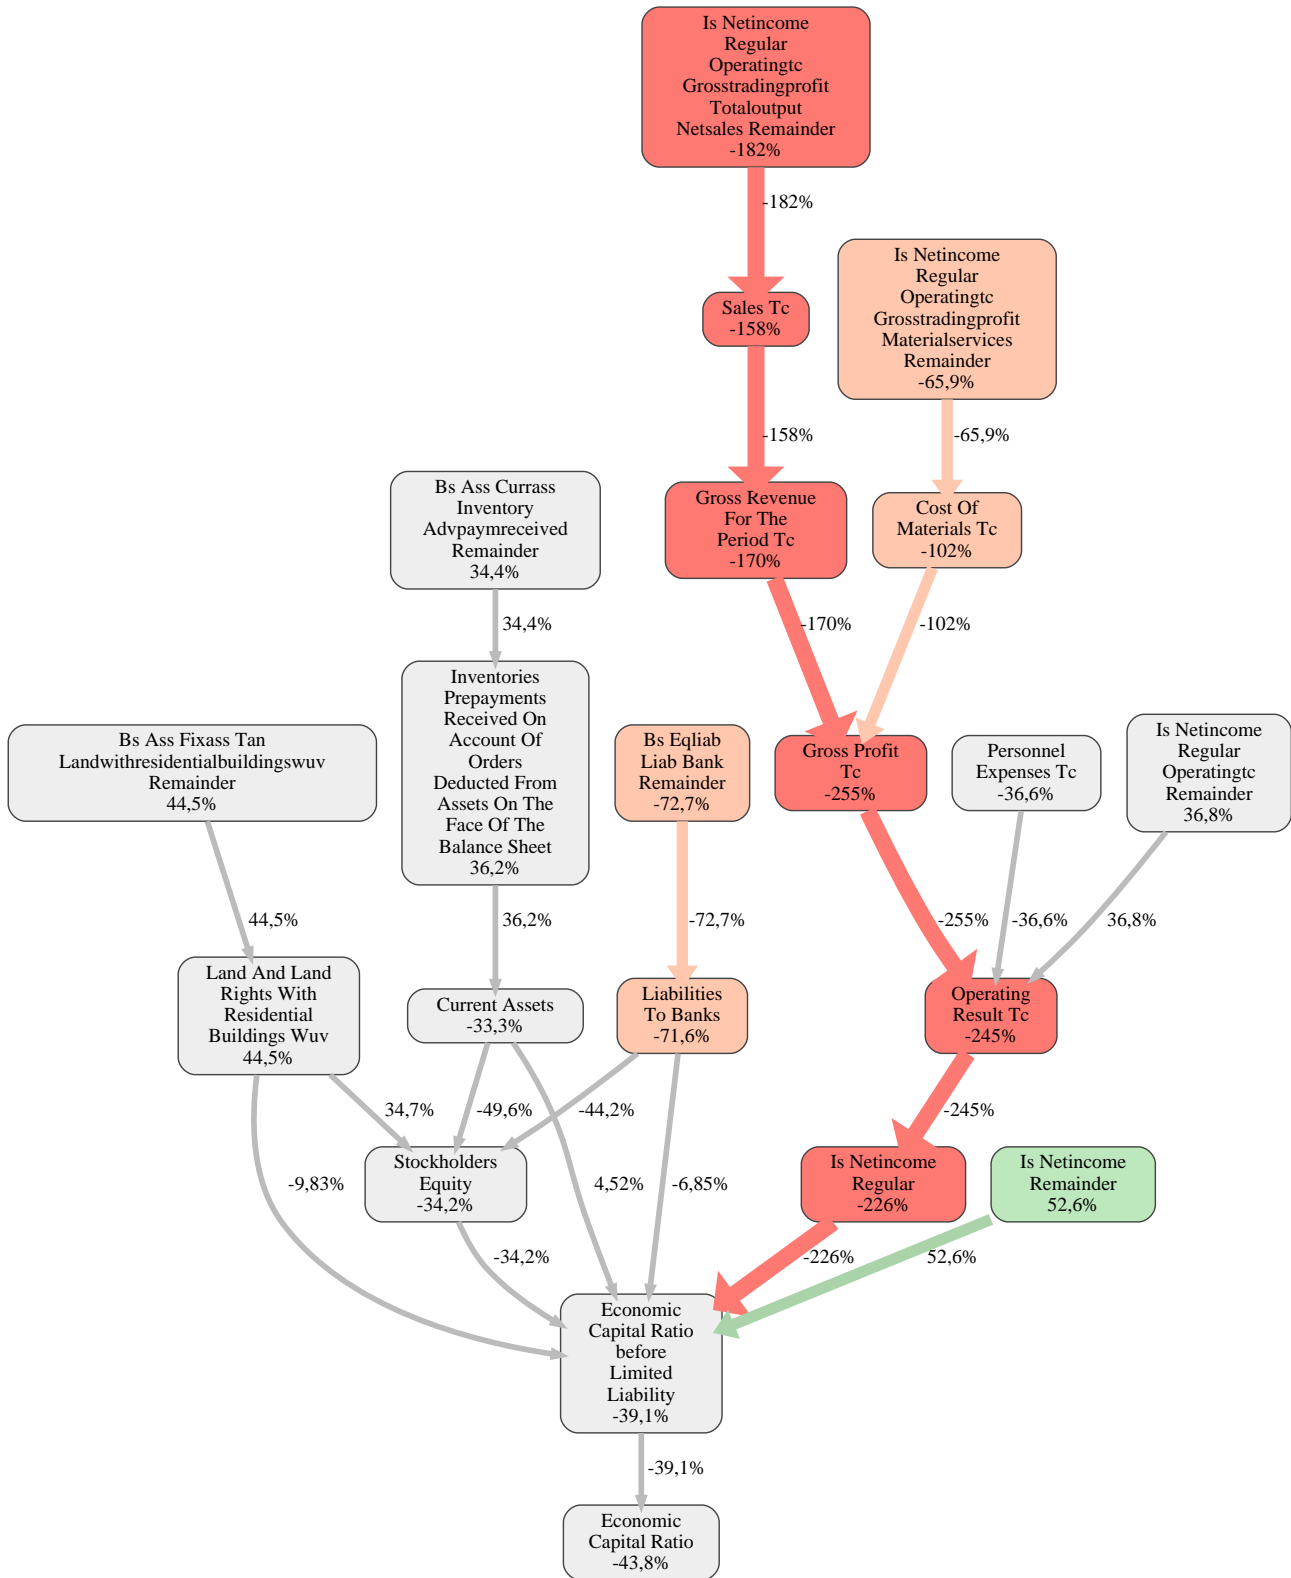 Is Netincome
Regular
Operatingtc
Grosstradingprofit
Totaloutput
Netsales Remainder
-182%
-182%
Is Netincome
Regular
Operatingtc
Grosstradingprofit
Materialservices
Remainder
-65,9%
Sales Tc
-158%
-158%
-65,9%
Bs Ass Currass
Inventory
Advpaymreceived
Remainder
34,4%
Gross Revenue
For The
Period Tc
-170%
Cost Of
Materials Tc
-102%
34,4%
-170%
-102%
Inventories
Prepayments
Received On
Account Of
Orders
Deducted From
Assets On The
Face Of The
Balance Sheet
36,2%
Bs Ass Fixass Tan
Landwithresidentialbuildingswuv
Remainder
44,5%
Bs Eqliab
Liab Bank
Remainder
-72,7%
Gross Profit
Tc
-255%
Personnel
Expenses Tc
-36,6%
Is Netincome
Regular
Operatingtc
Remainder
36,8%
44,5%
36,2%
-72,7%
-255%
-36,6%
36,8%
Land And Land
Rights With
Residential
Buildings Wuv
44,5%
Current Assets
-33,3%
Liabilities
To Banks
-71,6%
Operating
Result Tc
-245%
34,7%
-49,6%
-44,2%
-245%
-9,83%
Stockholders
Equity
-34,2%
4,52%
-6,85%
Is Netincome
Regular
-226%
Is Netincome
Remainder
52,6%
-34,2%
-226%
52,6%
Economic
Capital Ratio
before
Limited
Liability
-39,1%
-39,1%
Economic
Capital Ratio
-43,8%